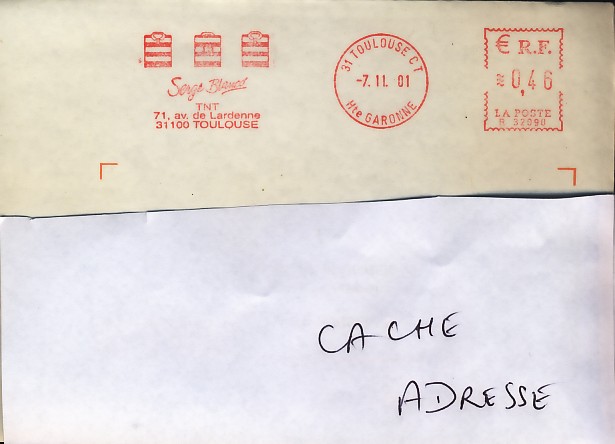 Serge Blanco
TNT
71, av. de Lardenne
31100 TOULOUSE
31 TOULOUSE CT
-7.11.01
Hte GARONNE
€ R.F.
≈0,46
LA POSTE
R 32090
CACHE
ADRESSE